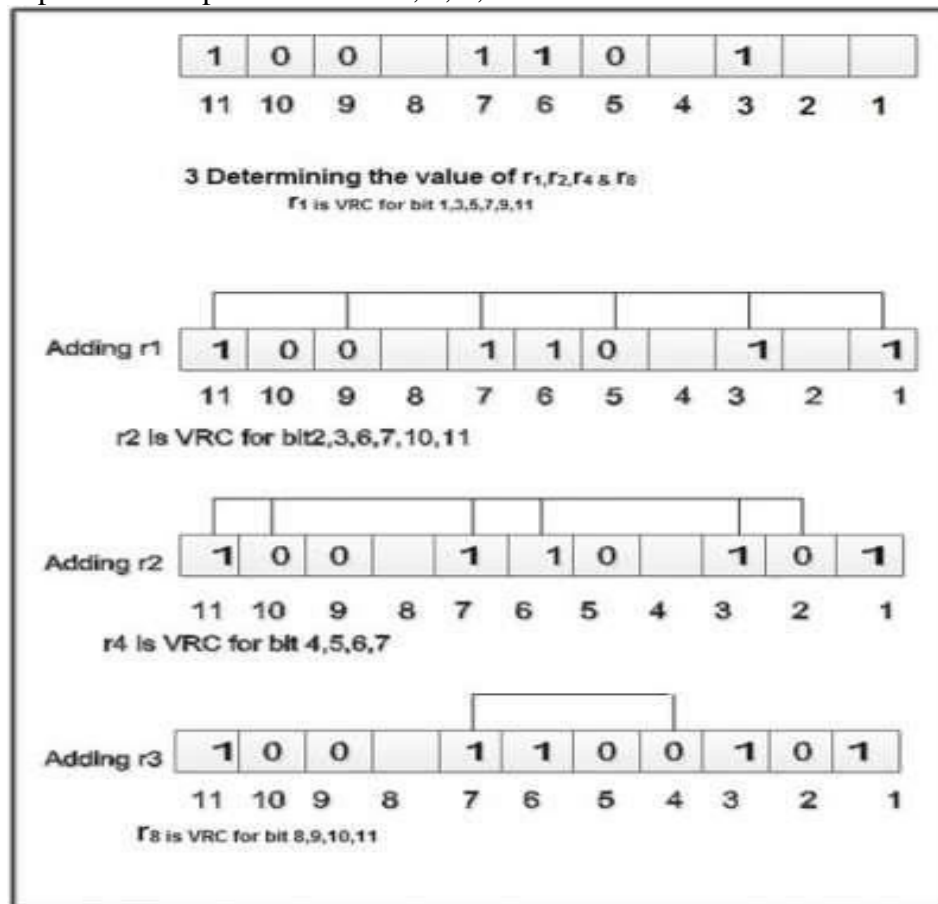 1 0 0 1 1 0 1
11 10 9 8 7 6 5 4 3 2 1
3 Determining the value of r1,r2,r4 & r8
r1 is VRC for bit 1,3,5,7,9,11
Adding r1 1 0 0 1 1 0 1 1
11 10 9 8 7 6 5 4 3 2 1
r2 is VRC for bit2,3,6,7,10,11
Adding r2 1 0 0 1 1 0 1 0 1
11 10 9 8 7 6 5 4 3 2 1
r4 is VRC for bit 4,5,6,7
Adding r3 1 0 0 1 1 0 0 1 0 1
11 10 9 8 7 6 5 4 3 2 1
r8 is VRC for bit 8,9,10,11